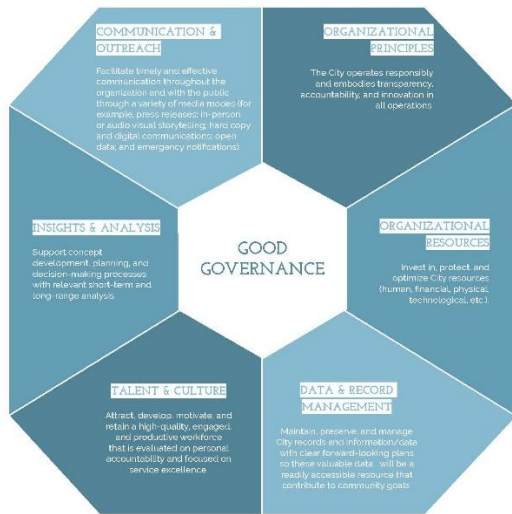 COMMUNICATION &
OUTREACH
Facilitate timely and effective
communication throughout the
organization and with the public
through a variety of media modes (for
example, press releases; in-person
or audio visual storytelling; hard copy
and digital communications; open
data; and emergency notifications)
ORGANIZATIONAL
PRINCIPLES
The City operates responsibly
and embodies transparency,
accountability, and innovation in
all operations
INSIGHTS & ANALYSIS
Support concept
development, planning, and
decision-making processes
with relevant short-term and
long-range analysis
GOOD
GOVERNANCE
ORGANIZATIONAL
RESOURCES
Invest in, protect, and
optimize City resources
(human, financial, physical,
technological, etc.).
TALENT & CULTURE
Attract, develop, motivate, and
retain a high-quality, engaged,
and productive workforce
that is evaluated on personal
accountability and focused on
service excellence
DATA & RECORD
MANAGEMENT
Maintain, preserve, and manage
City records and information/data
with clear forward-looking plans
so these valuable data will be a
readily accessible resource that
contribute to community goals